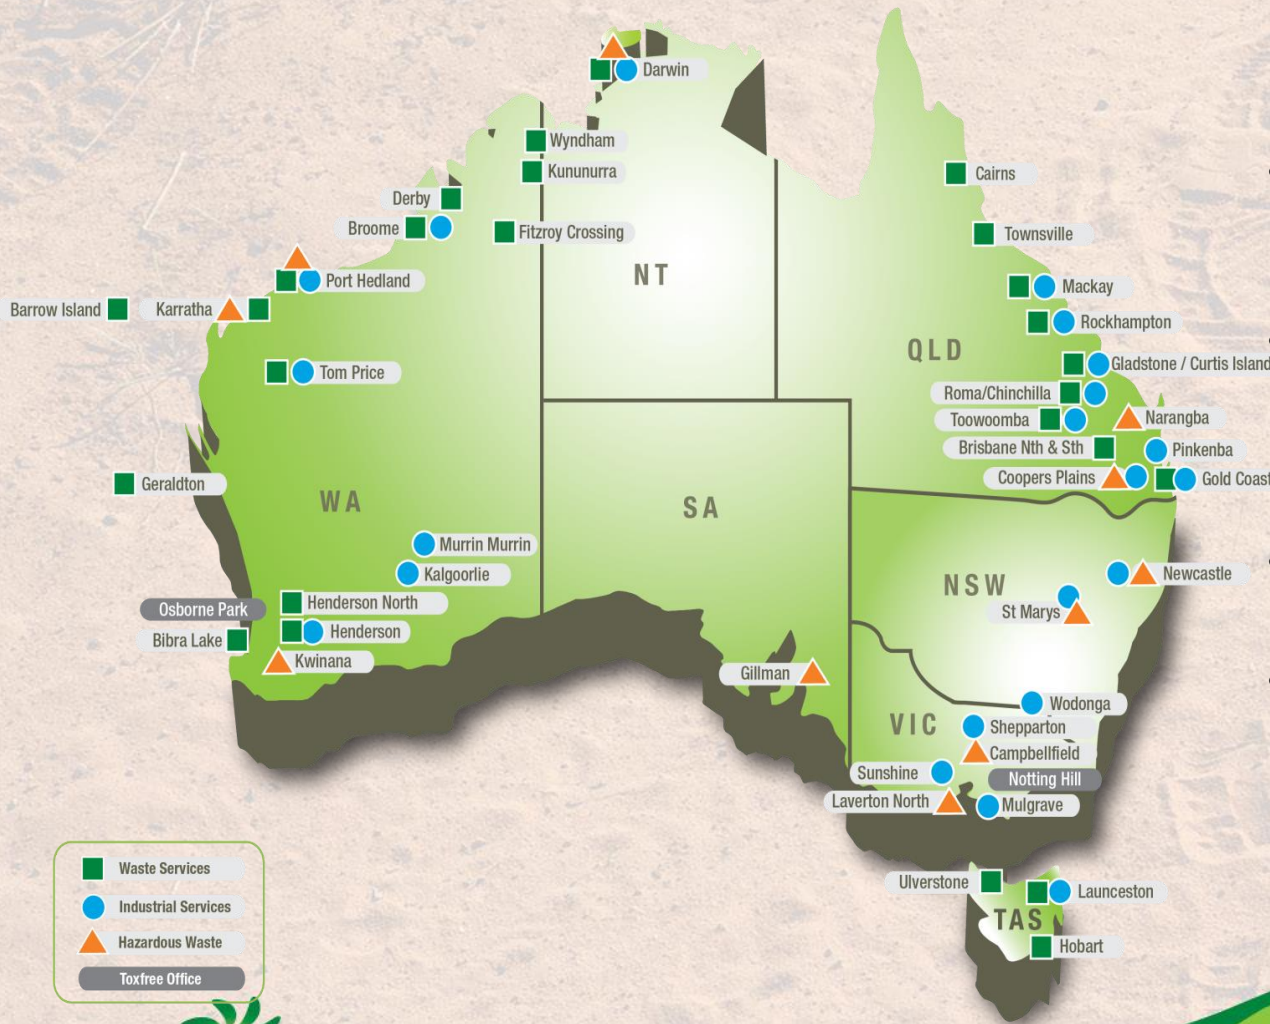 Darwin
Wyndham
Kununurra
Cairns
Derby
Broome
Fitzroy Crossing
Townsville
NT
Port Hedland
Mackay
Barrow Island
Karratha
Rockhampton
QLD
Gladstone / Curtis Island
Tom Price
Roma/Chinchilla
Toowoomba
Narangba
Brisbane Nth & Sth
Pinkenba
Coopers Plains
Gold Coast
Geraldton
WA
SA
Murrin Murrin
Kalgoorlie
NSW
Newcastle
Henderson North
Osborne Park
St Marys
Henderson
Bibra Lake
Kwinana
Gillman
Wodonga
VIC
Shepparton
Campbellfield
Sunshine
Notting Hill
Laverton North
Mulgrave
Waste Services
Industrial Services
Hazardous Waste
Toxfree Office
Ulverstone
Launceston
TAS
Hobart